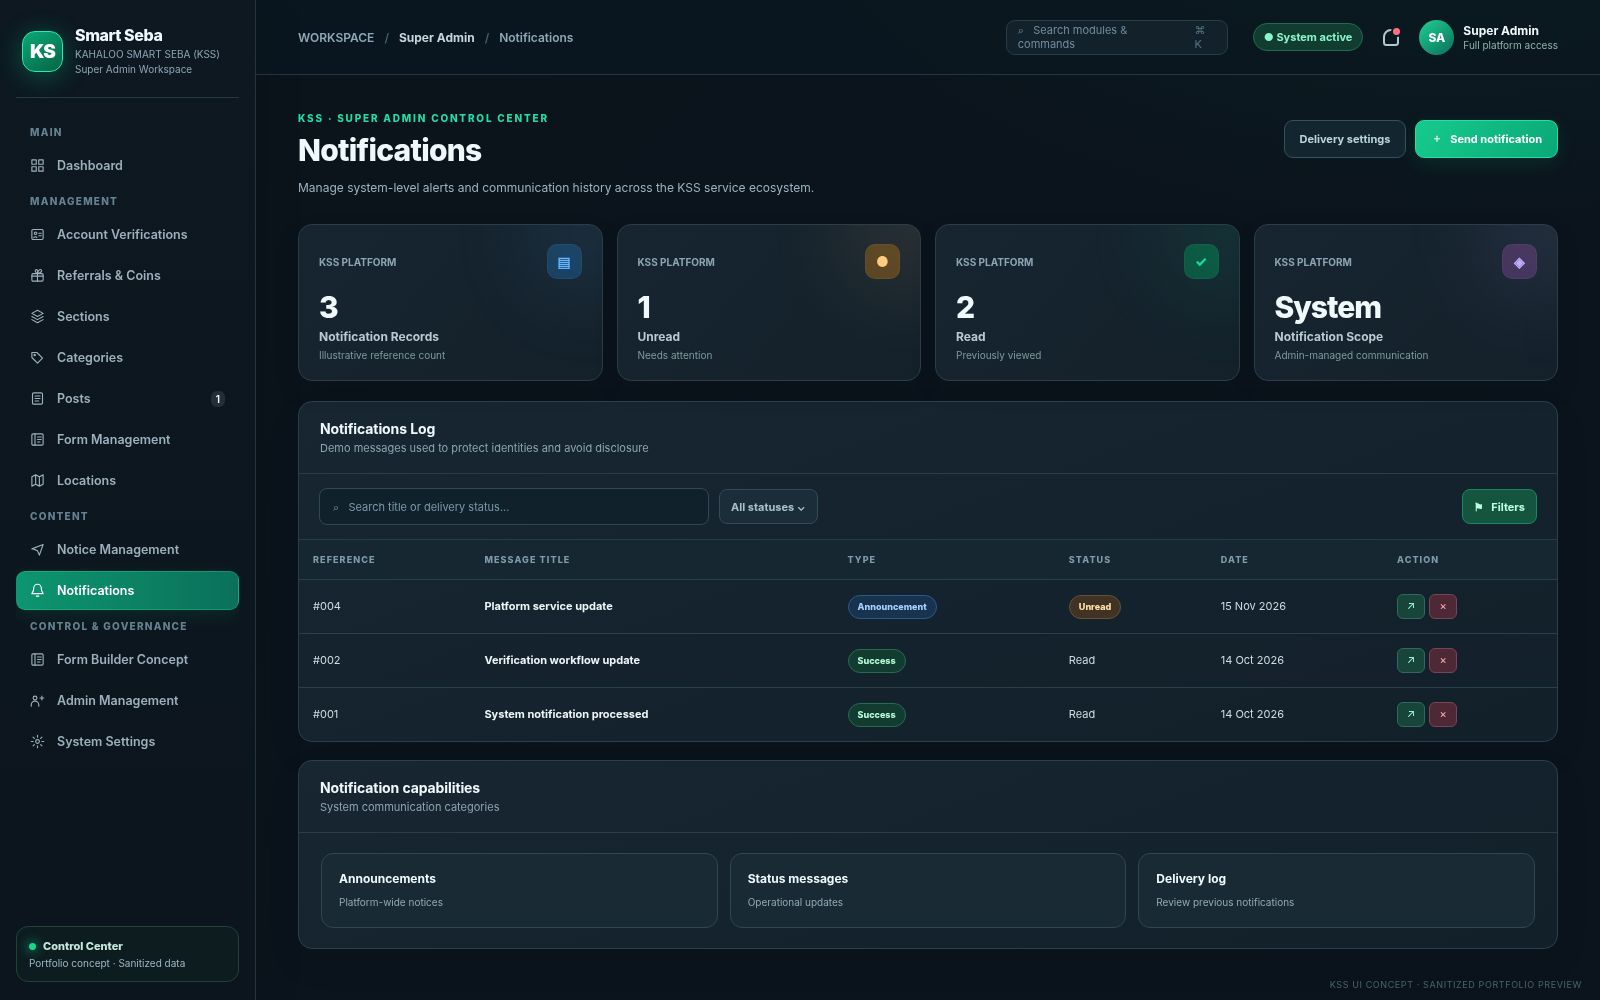 KS
Smart Seba
KAHALOO SMART SEBA (KSS)
Super Admin Workspace
MAIN
Dashboard
MANAGEMENT
Account Verifications
Referrals & Coins
Sections
Categories
Posts 1
Form Management
Locations
CONTENT
Notice Management
Notifications
CONTROL & GOVERNANCE
Form Builder Concept
Admin Management
System Settings
Control Center
Portfolio concept · Sanitized data
WORKSPACE / Super Admin / Notifications
Search modules & commands ⌘ K
System active
SA
Super Admin
Full platform access
KSS · SUPER ADMIN CONTROL CENTER
Notifications
Manage system-level alerts and communication history across the KSS service ecosystem.
Delivery settings
+ Send notification
KSS PLATFORM
3
Notification Records
Illustrative reference count
KSS PLATFORM
1
Unread
Needs attention
KSS PLATFORM
2
Read
Previously viewed
KSS PLATFORM
System
Notification Scope
Admin-managed communication
Notifications Log
Demo messages used to protect identities and avoid disclosure
Search title or delivery status...
All statuses
Filters
REFERENCE MESSAGE TITLE TYPE STATUS DATE ACTION
#004 Platform service update Announcement Unread 15 Nov 2026 ↗ ×
#002 Verification workflow update Success Read 14 Oct 2026 ↗ ×
#001 System notification processed Success Read 14 Oct 2026 ↗ ×
Notification capabilities
System communication categories
Announcements
Platform-wide notices
Status messages
Operational updates
Delivery log
Review previous notifications
KSS UI CONCEPT · SANITIZED PORTFOLIO PREVIEW